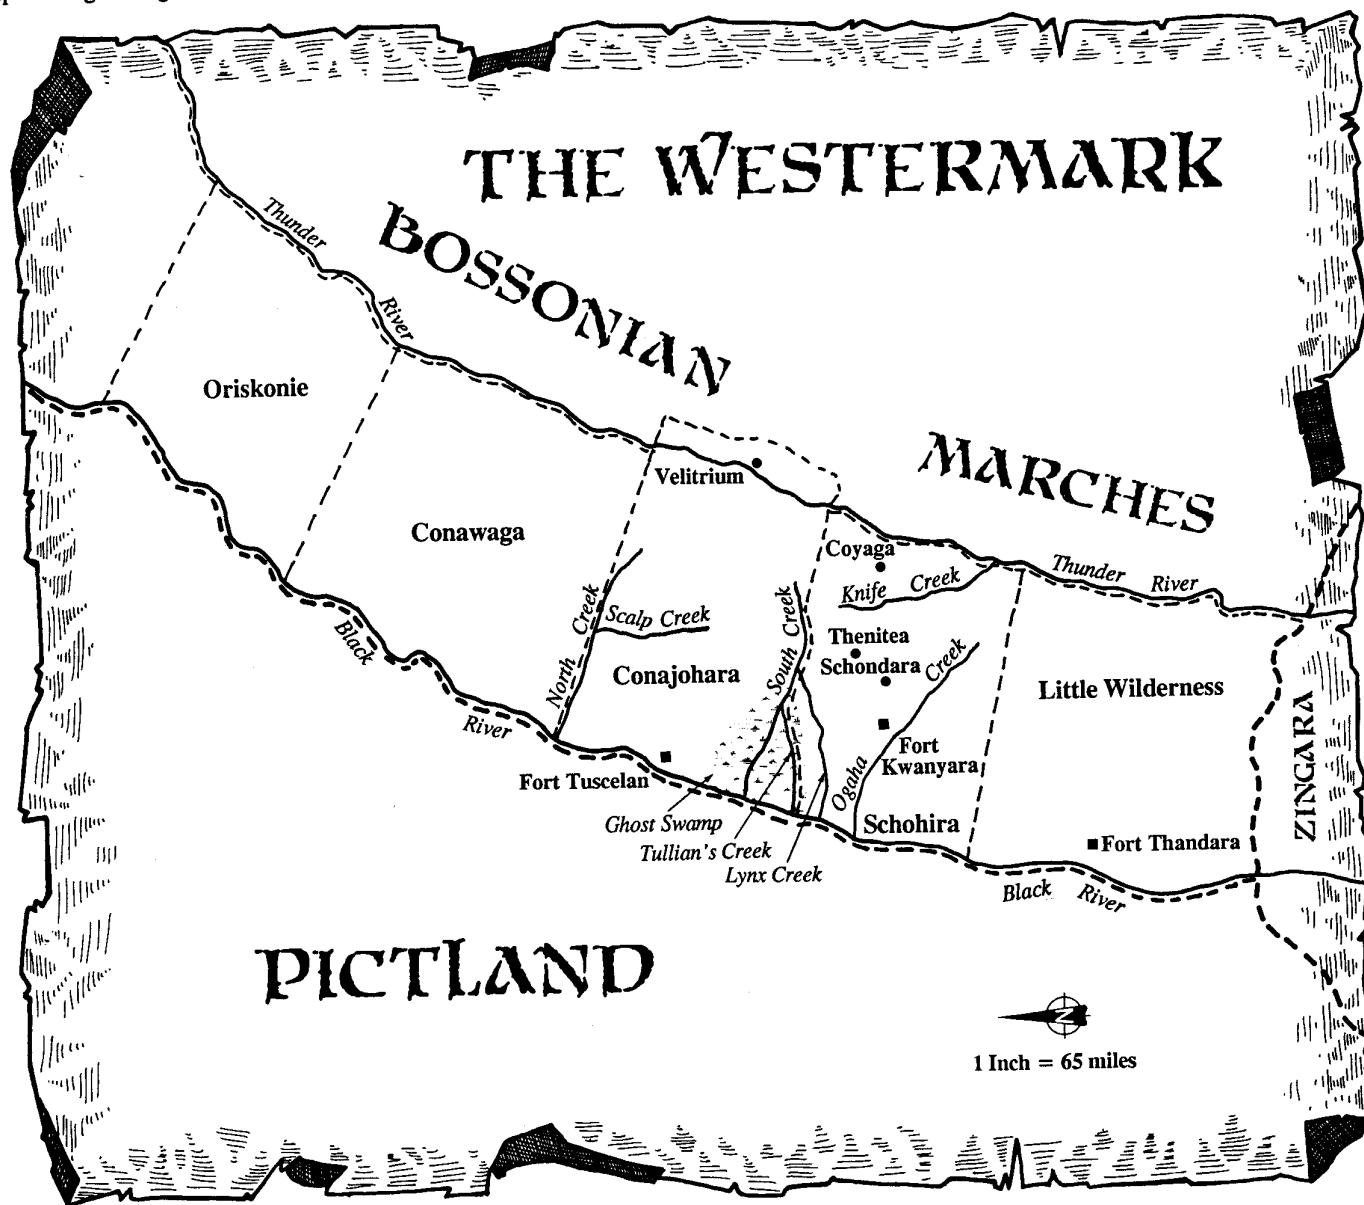 THE WESTERMARK
BOSSONIAN
MARCHES
Thunder
River
Oriskonie
Velitrium
Conawaga
Coyaga
Knife Creek
Thunder River
North Creek
Scalp Creek
South Creek
Thenitea
Schondara
Ogaha Creek
Conajohara
Little Wilderness
Black
River
Fort Tuscelan
Fort
Kwanyara
Ghost Swamp
Tullian's Creek
Lynx Creek
Schohira
Fort Thandara
ZINGARA
Black River
PICTLAND
N
1 Inch = 65 miles